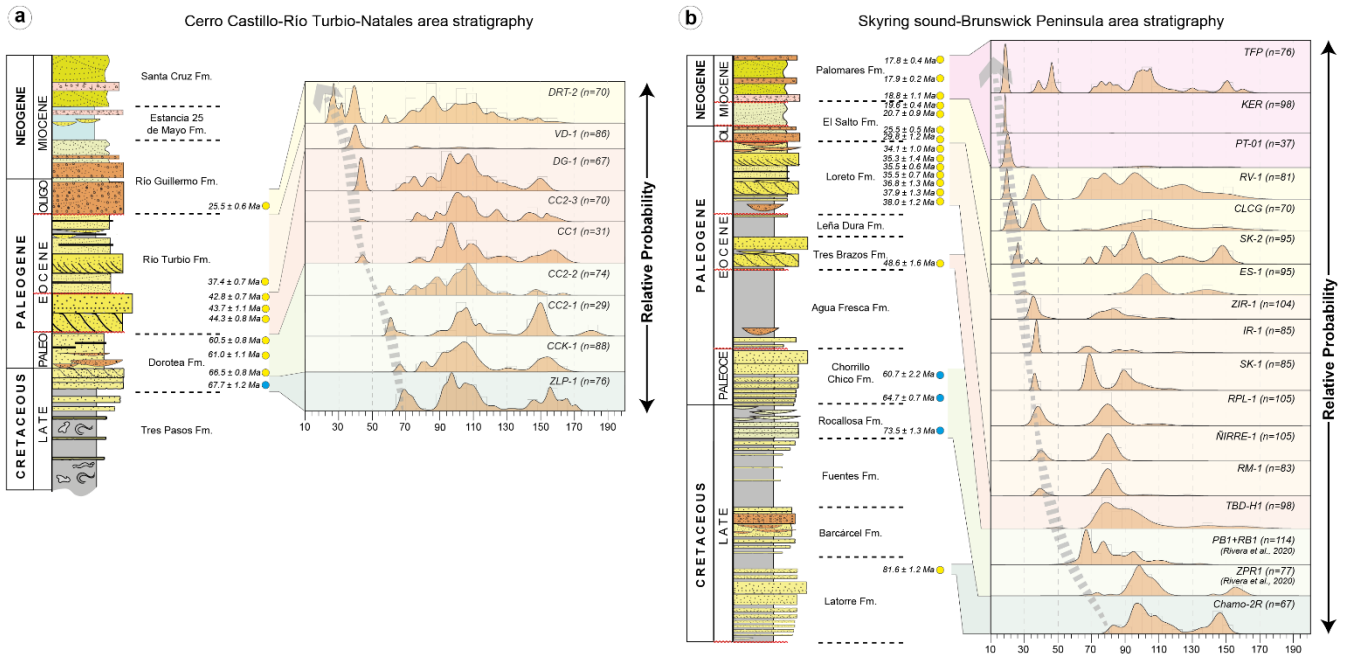 a
Cerro Castillo-Río Turbio-Natales area stratigraphy
NEOGENE
MIOCENE
PALEOGENE
OLIGO
EOCENE
PALEO
CRETACEOUS
LATE
Santa Cruz Fm.
Estancia 25
de Mayo Fm.
Río Guillermo Fm.
Río Turbio Fm.
Dorotea Fm.
Tres Pasos Fm.
25.5 ± 0.6 Ma
37.4 ± 0.7 Ma
42.8 ± 0.7 Ma
43.7 ± 1.1 Ma
44.3 ± 0.8 Ma
60.5 ± 0.8 Ma
61.0 ± 1.1 Ma
66.5 ± 0.8 Ma
67.7 ± 1.2 Ma
DRT-2 (n=70)
VD-1 (n=86)
DG-1 (n=67)
CC2-3 (n=70)
CC1 (n=31)
CC2-2 (n=74)
CC2-1 (n=29)
CCK-1 (n=88)
ZLP-1 (n=76)
10 50 70 90 110 130 150 170 190
Relative Probability
b
Skyring sound-Brunswick Peninsula area stratigraphy
NEOGENE
MIOCENE
PALEOGENE
OL
EOCENE
PALEOCE
CRETACEOUS
LATE
Palomares Fm.
El Salto Fm.
Loreto Fm.
Leña Dura Fm.
Tres Brazos Fm.
Agua Fresca Fm.
Chorrillo
Chico Fm.
Rocallosa Fm.
Fuentes Fm.
Barcárcel Fm.
Latorre Fm.
17.8 ± 0.4 Ma
17.9 ± 0.2 Ma
18.8 ± 1.1 Ma
19.6 ± 0.4 Ma
20.7 ± 0.9 Ma
25.5 ± 0.5 Ma
29.8 ± 1.2 Ma
34.1 ± 1.0 Ma
35.3 ± 1.4 Ma
35.5 ± 0.6 Ma
35.5 ± 0.7 Ma
36.8 ± 1.3 Ma
37.9 ± 1.3 Ma
38.0 ± 1.2 Ma
48.6 ± 1.6 Ma
60.7 ± 2.2 Ma
64.7 ± 0.7 Ma
73.5 ± 1.3 Ma
81.6 ± 1.2 Ma
TFP (n=76)
KER (n=98)
PT-01 (n=37)
RV-1 (n=81)
CLCG (n=70)
SK-2 (n=95)
ES-1 (n=95)
ZIR-1 (n=104)
IR-1 (n=85)
SK-1 (n=85)
RPL-1 (n=105)
ÑIRRE-1 (n=105)
RM-1 (n=83)
TBD-H1 (n=98)
PB1+RB1 (n=114)
(Rivera et al., 2020)
ZPR1 (n=77)
(Rivera et al., 2020)
Chamo-2R (n=67)
10 30 50 70 90 110 130 150 170 190
Relative Probability